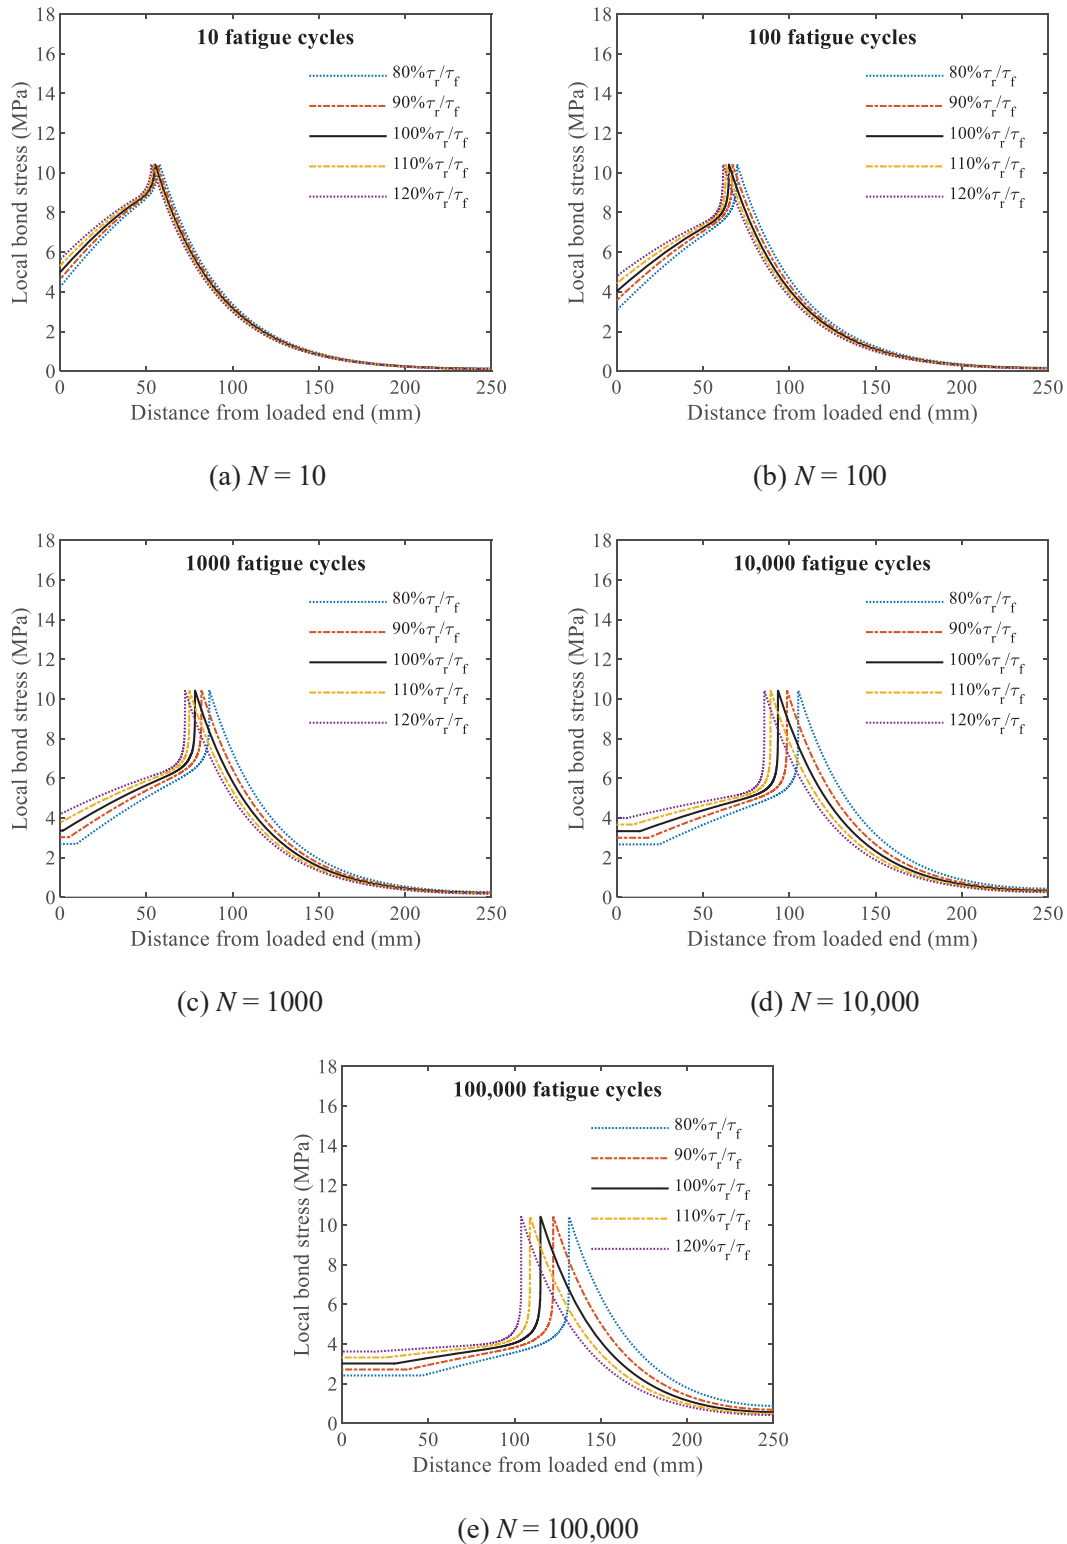 18
16
14
12
10
8
6
4
2
0
Local bond stress (MPa)
10 fatigue cycles
80%τr/τf
90%τr/τf
100%τr/τf
110%τr/τf
120%τr/τf
0 50 100 150 200 250
Distance from loaded end (mm)
(a) N = 10
18
16
14
12
10
8
6
4
2
0
Local bond stress (MPa)
100 fatigue cycles
80%τr/τf
90%τr/τf
100%τr/τf
110%τr/τf
120%τr/τf
0 50 100 150 200 250
Distance from loaded end (mm)
(b) N = 100
18
16
14
12
10
8
6
4
2
0
Local bond stress (MPa)
1000 fatigue cycles
80%τr/τf
90%τr/τf
100%τr/τf
110%τr/τf
120%τr/τf
0 50 100 150 200 250
Distance from loaded end (mm)
(c) N = 1000
18
16
14
12
10
8
6
4
2
0
Local bond stress (MPa)
10,000 fatigue cycles
80%τr/τf
90%τr/τf
100%τr/τf
110%τr/τf
120%τr/τf
0 50 100 150 200 250
Distance from loaded end (mm)
(d) N = 10,000
18
16
14
12
10
8
6
4
2
0
Local bond stress (MPa)
100,000 fatigue cycles
80%τr/τf
90%τr/τf
100%τr/τf
110%τr/τf
120%τr/τf
0 50 100 150 200 250
Distance from loaded end (mm)
(e) N = 100,000